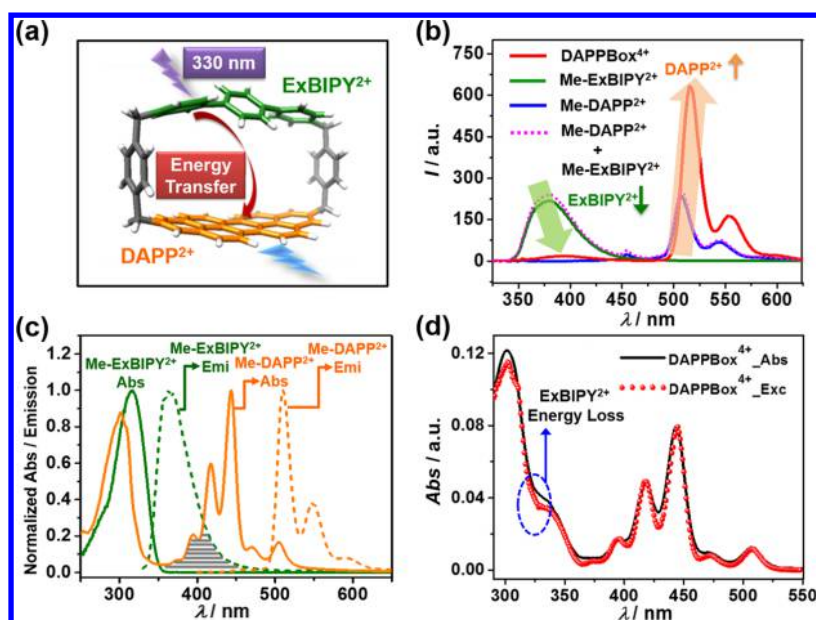 (a)
330 nm
ExBIPY2+
Energy
Transfer
DAPP2+
(b)
I / a.u.
750
600
450
300
150
0
DAPPBox4+
Me-ExBIPY2+
Me-DAPP2+
Me-DAPP2+
+
Me-ExBIPY2+
DAPP2+
ExBIPY2+
350 400 450 500 550 600
λ / nm
(c)
Normalized Abs / Emission
1.2
1.0
0.8
0.6
0.4
0.2
0.0
Me-ExBIPY2+
Abs
Me-ExBIPY2+
Emi
Me-DAPP2+
Abs
Me-DAPP2+
Emi
300 400 500 600
λ / nm
(d)
Abs / a.u.
0.12
0.08
0.04
0.00
DAPPBox4+_Abs
DAPPBox4+_Exc
ExBIPY2+
Energy Loss
300 350 400 450 500 550
λ / nm